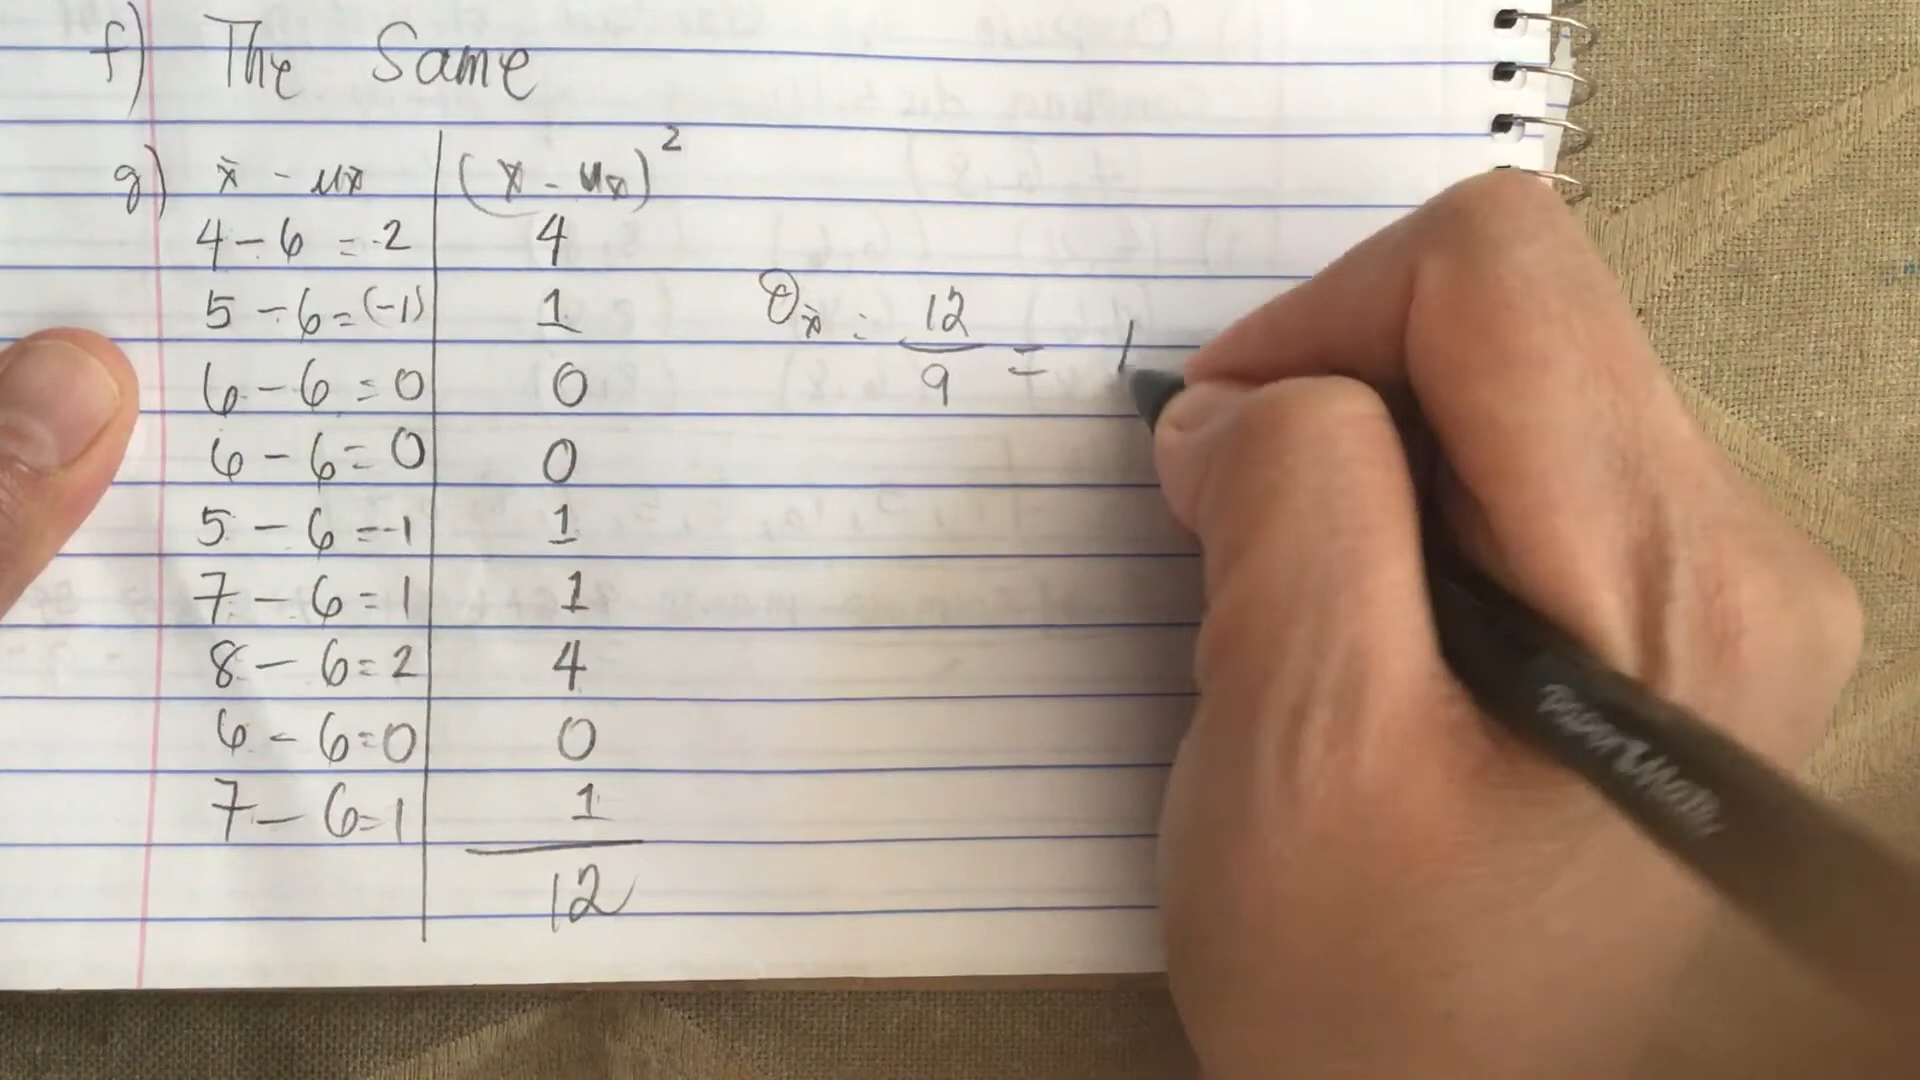 f) The Same
g) x̄ - μx̄ (x̄ - μx̄)²
4 - 6 = -2 4
5 - 6 = (-1) 1
σx̄ = 12/9 = 1
6 - 6 = 0 0
6 - 6 = 0 0
5 - 6 = -1 1
7 - 6 = 1 1
8 - 6 = 2 4
6 - 6 = 0 0
7 - 6 = 1 1
12
PaperMate